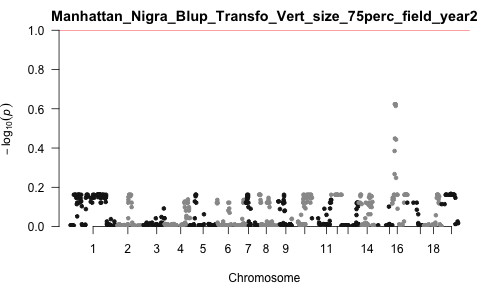 Manhattan_Nigra_Blup_Transfo_Vert_size_75perc_field_year2
1.0
0.8
0.6
0.4
0.2
0.0
− log10(p)
1 2 3 4 5 6 7 8 9 11 14 16 18
Chromosome